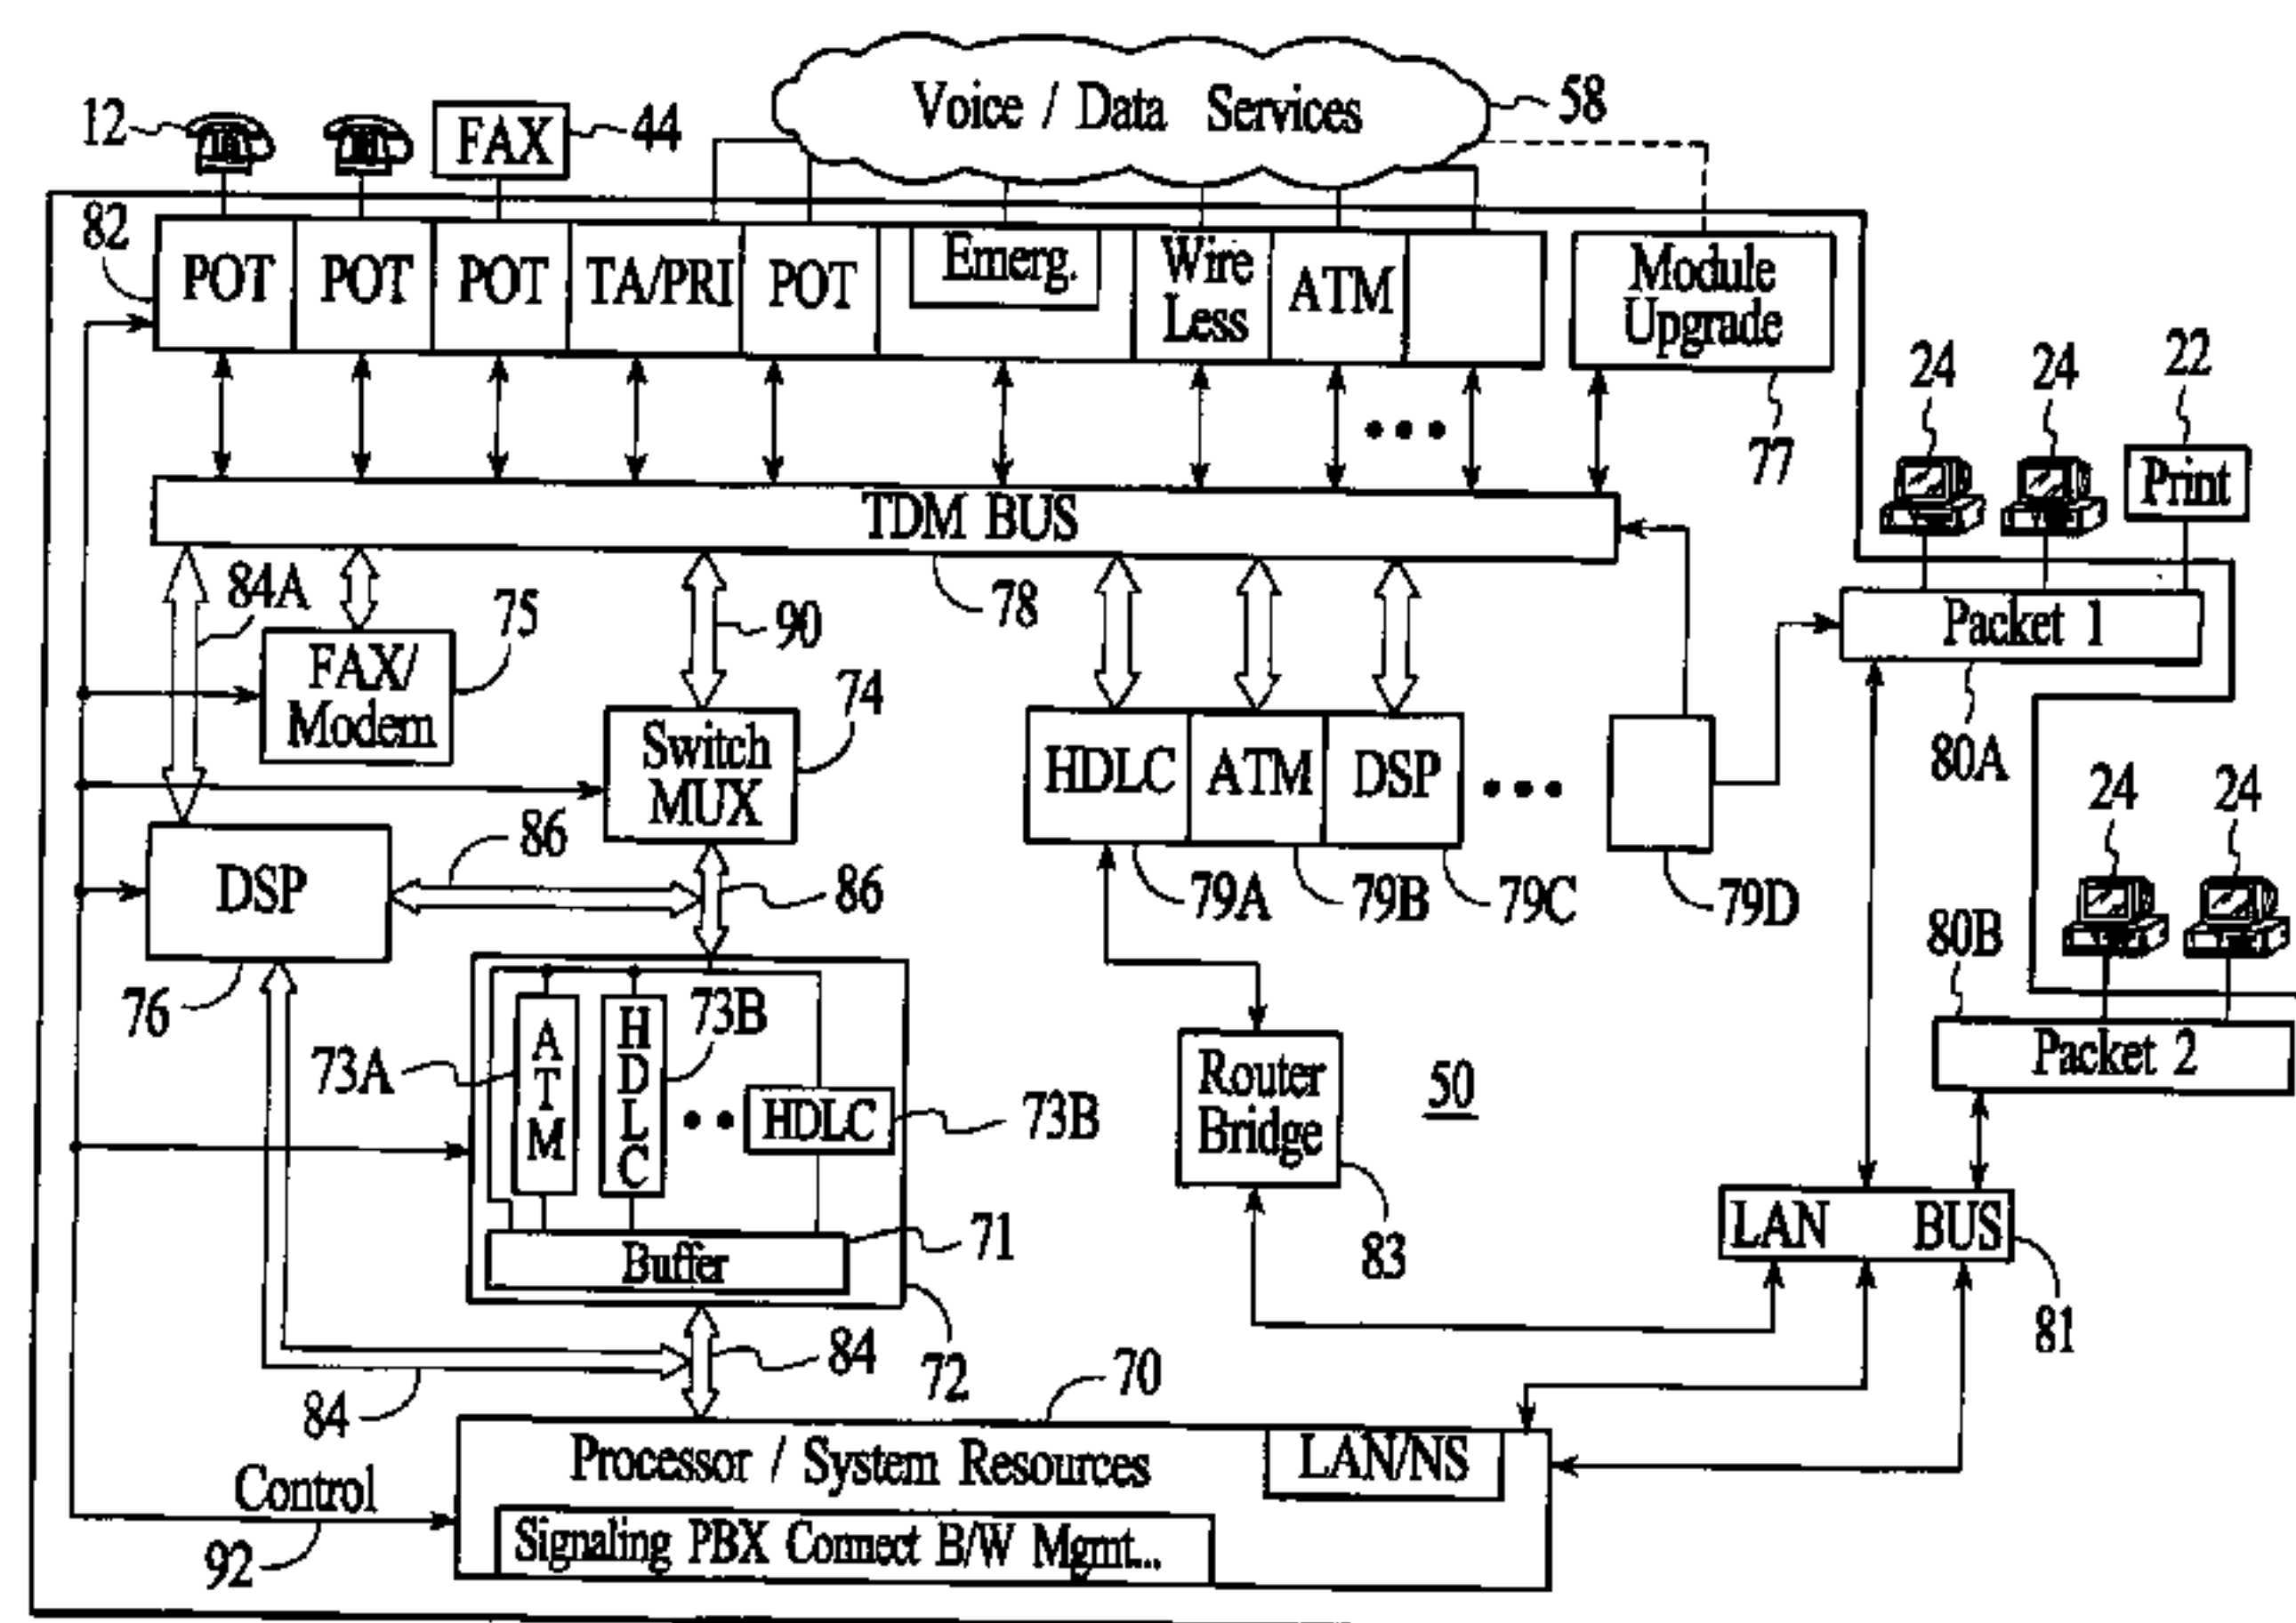 Voice / Data Services
58
12
FAX
44
82
POT
POT
POT
TA/PRI
POT
Emerg.
Wire
Less
ATM
Module
Upgrade
77
24
24
22
Print
TDM BUS
78
84A
75
90
FAX/
Modem
74
Switch
MUX
HDLC
ATM
DSP
79A
79B
79C
79D
Packet 1
80A
24
24
80B
Packet 2
DSP
86
86
76
73A
A
T
M
H
D
L
C
73B
HDLC
73B
Buffer
71
72
Router
Bridge
83
50
LAN BUS
81
84
84
70
Processor / System Resources
LAN/NS
Signaling PBX Connect B/W Mgmt...
Control
92